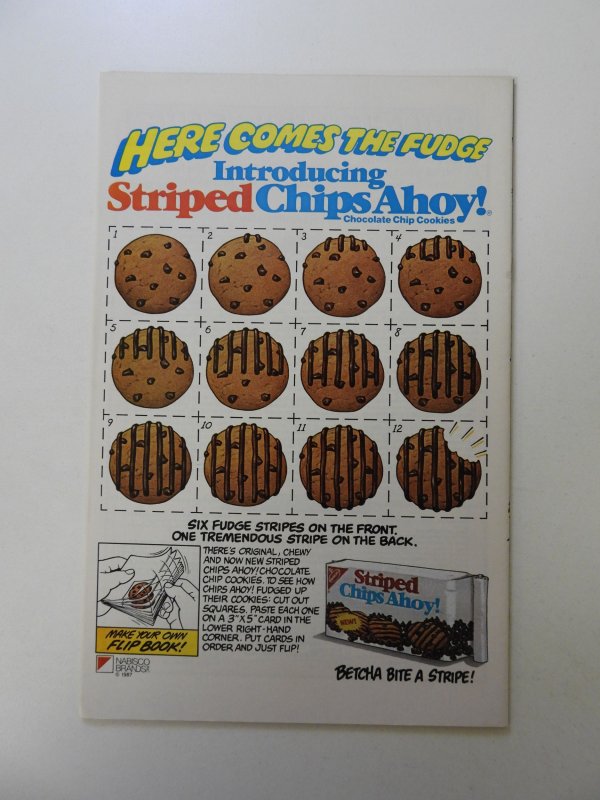 HERE COMES THE FUDGE
Introducing
Striped Chips Ahoy!®
Chocolate Chip Cookies
1 2 3 4
5 6 7 8
9 10 11 12
SIX FUDGE STRIPES ON THE FRONT.
ONE TREMENDOUS STRIPE ON THE BACK.
THERE'S ORIGINAL, CHEWY
AND NOW NEW STRIPED
CHIPS AHOY! CHOCOLATE
CHIP COOKIES. TO SEE HOW
CHIPS AHOY! FUDGED UP
THEIR COOKIES: CUT OUT
SQUARES. PASTE EACH ONE
ON A 3"X5" CARD IN THE
LOWER RIGHT-HAND
CORNER. PUT CARDS IN
ORDER AND JUST FLIP!
MAKE YOUR OWN
FLIP BOOK!
NABISCO
BRANDS
© 1987
Striped
Chips Ahoy!
NEW!
BETCHA BITE A STRIPE!